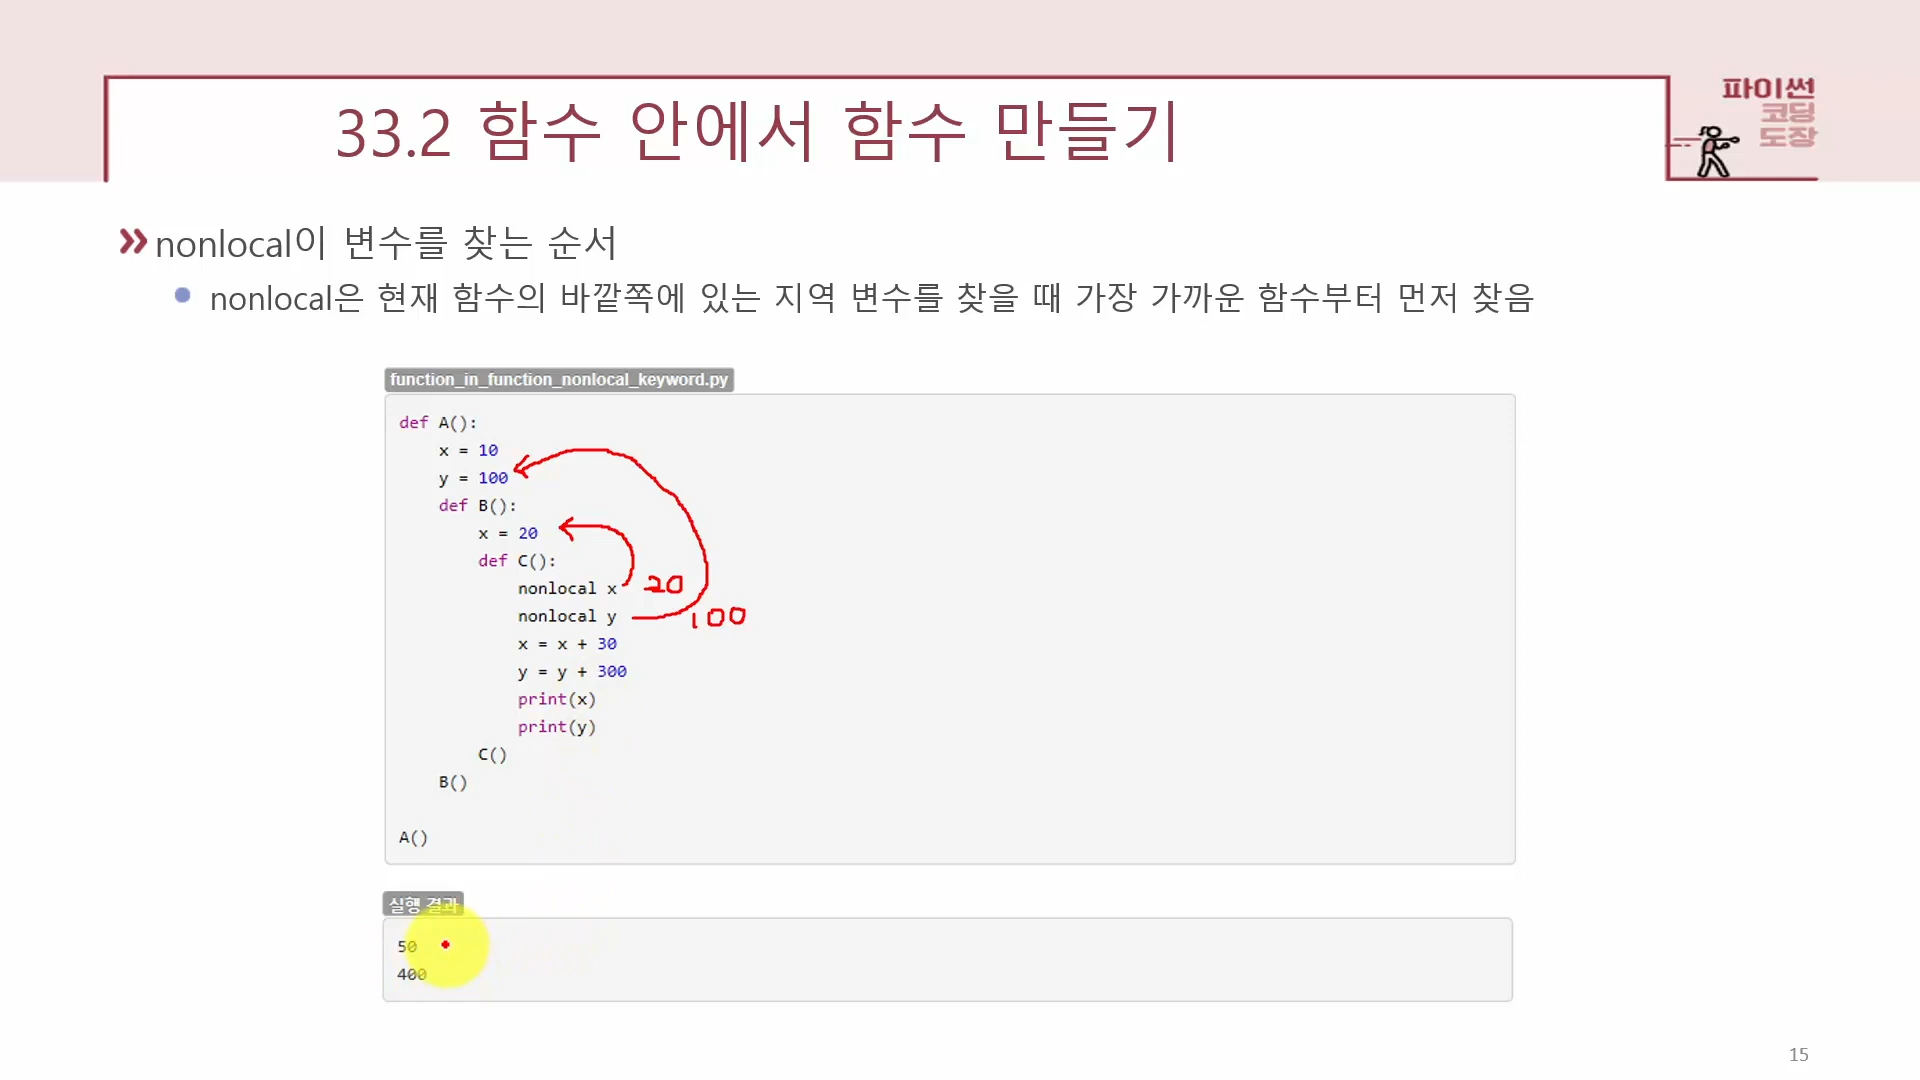 33.2 함수 안에서 함수 만들기
파이썬
코딩
도장
nonlocal이 변수를 찾는 순서
nonlocal은 현재 함수의 바깥쪽에 있는 지역 변수를 찾을 때 가장 가까운 함수부터 먼저 찾음
function_in_function_nonlocal_keyword.py
def A():
    x = 10
    y = 100
    def B():
        x = 20
        def C():
            nonlocal x 20
            nonlocal y 100
            x = x + 30
            y = y + 300
            print(x)
            print(y)
        C()
    B()
A()
실행 결과
50
400
15